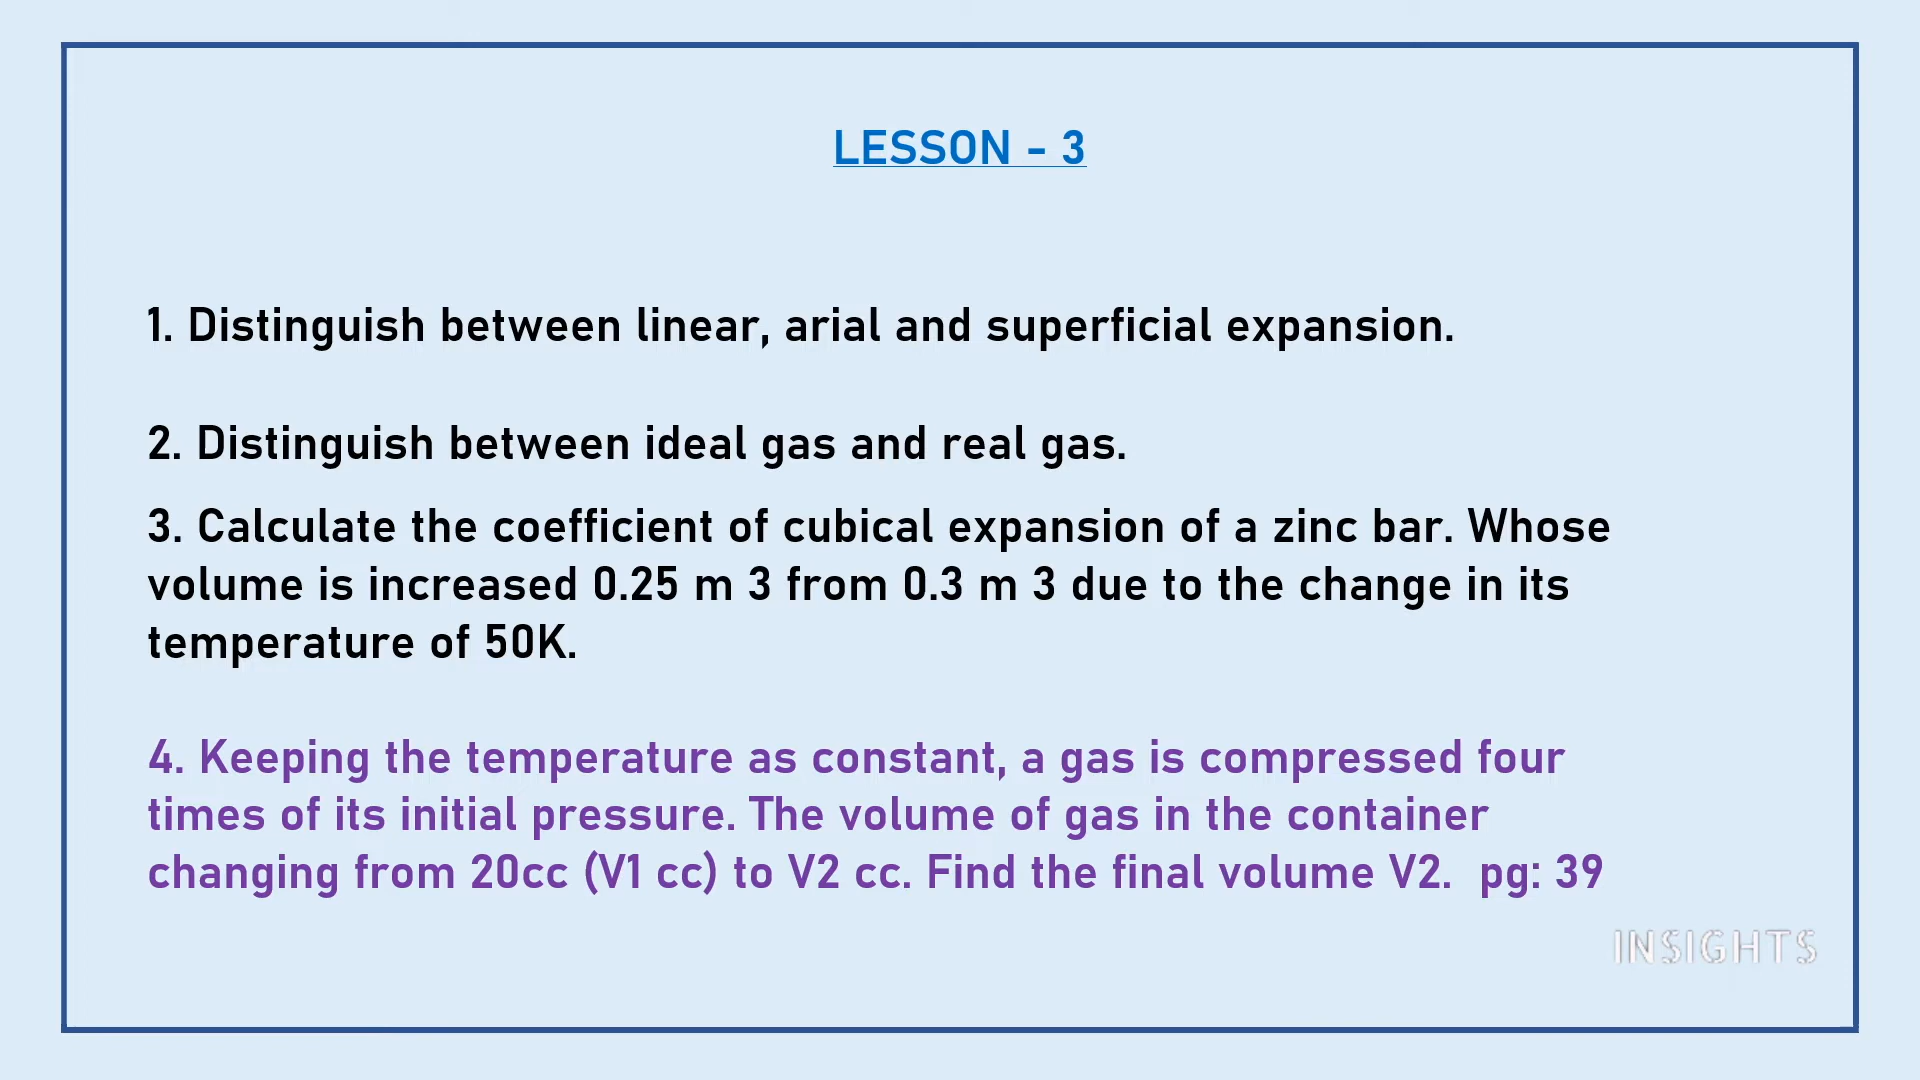 LESSON - 3
1. Distinguish between linear, arial and superficial expansion.
2. Distinguish between ideal gas and real gas.
3. Calculate the coefficient of cubical expansion of a zinc bar. Whose
volume is increased 0.25 m 3 from 0.3 m 3 due to the change in its
temperature of 50K.
4. Keeping the temperature as constant, a gas is compressed four
times of its initial pressure. The volume of gas in the container
changing from 20cc (V1 cc) to V2 cc. Find the final volume V2. pg: 39
INSIGHTS